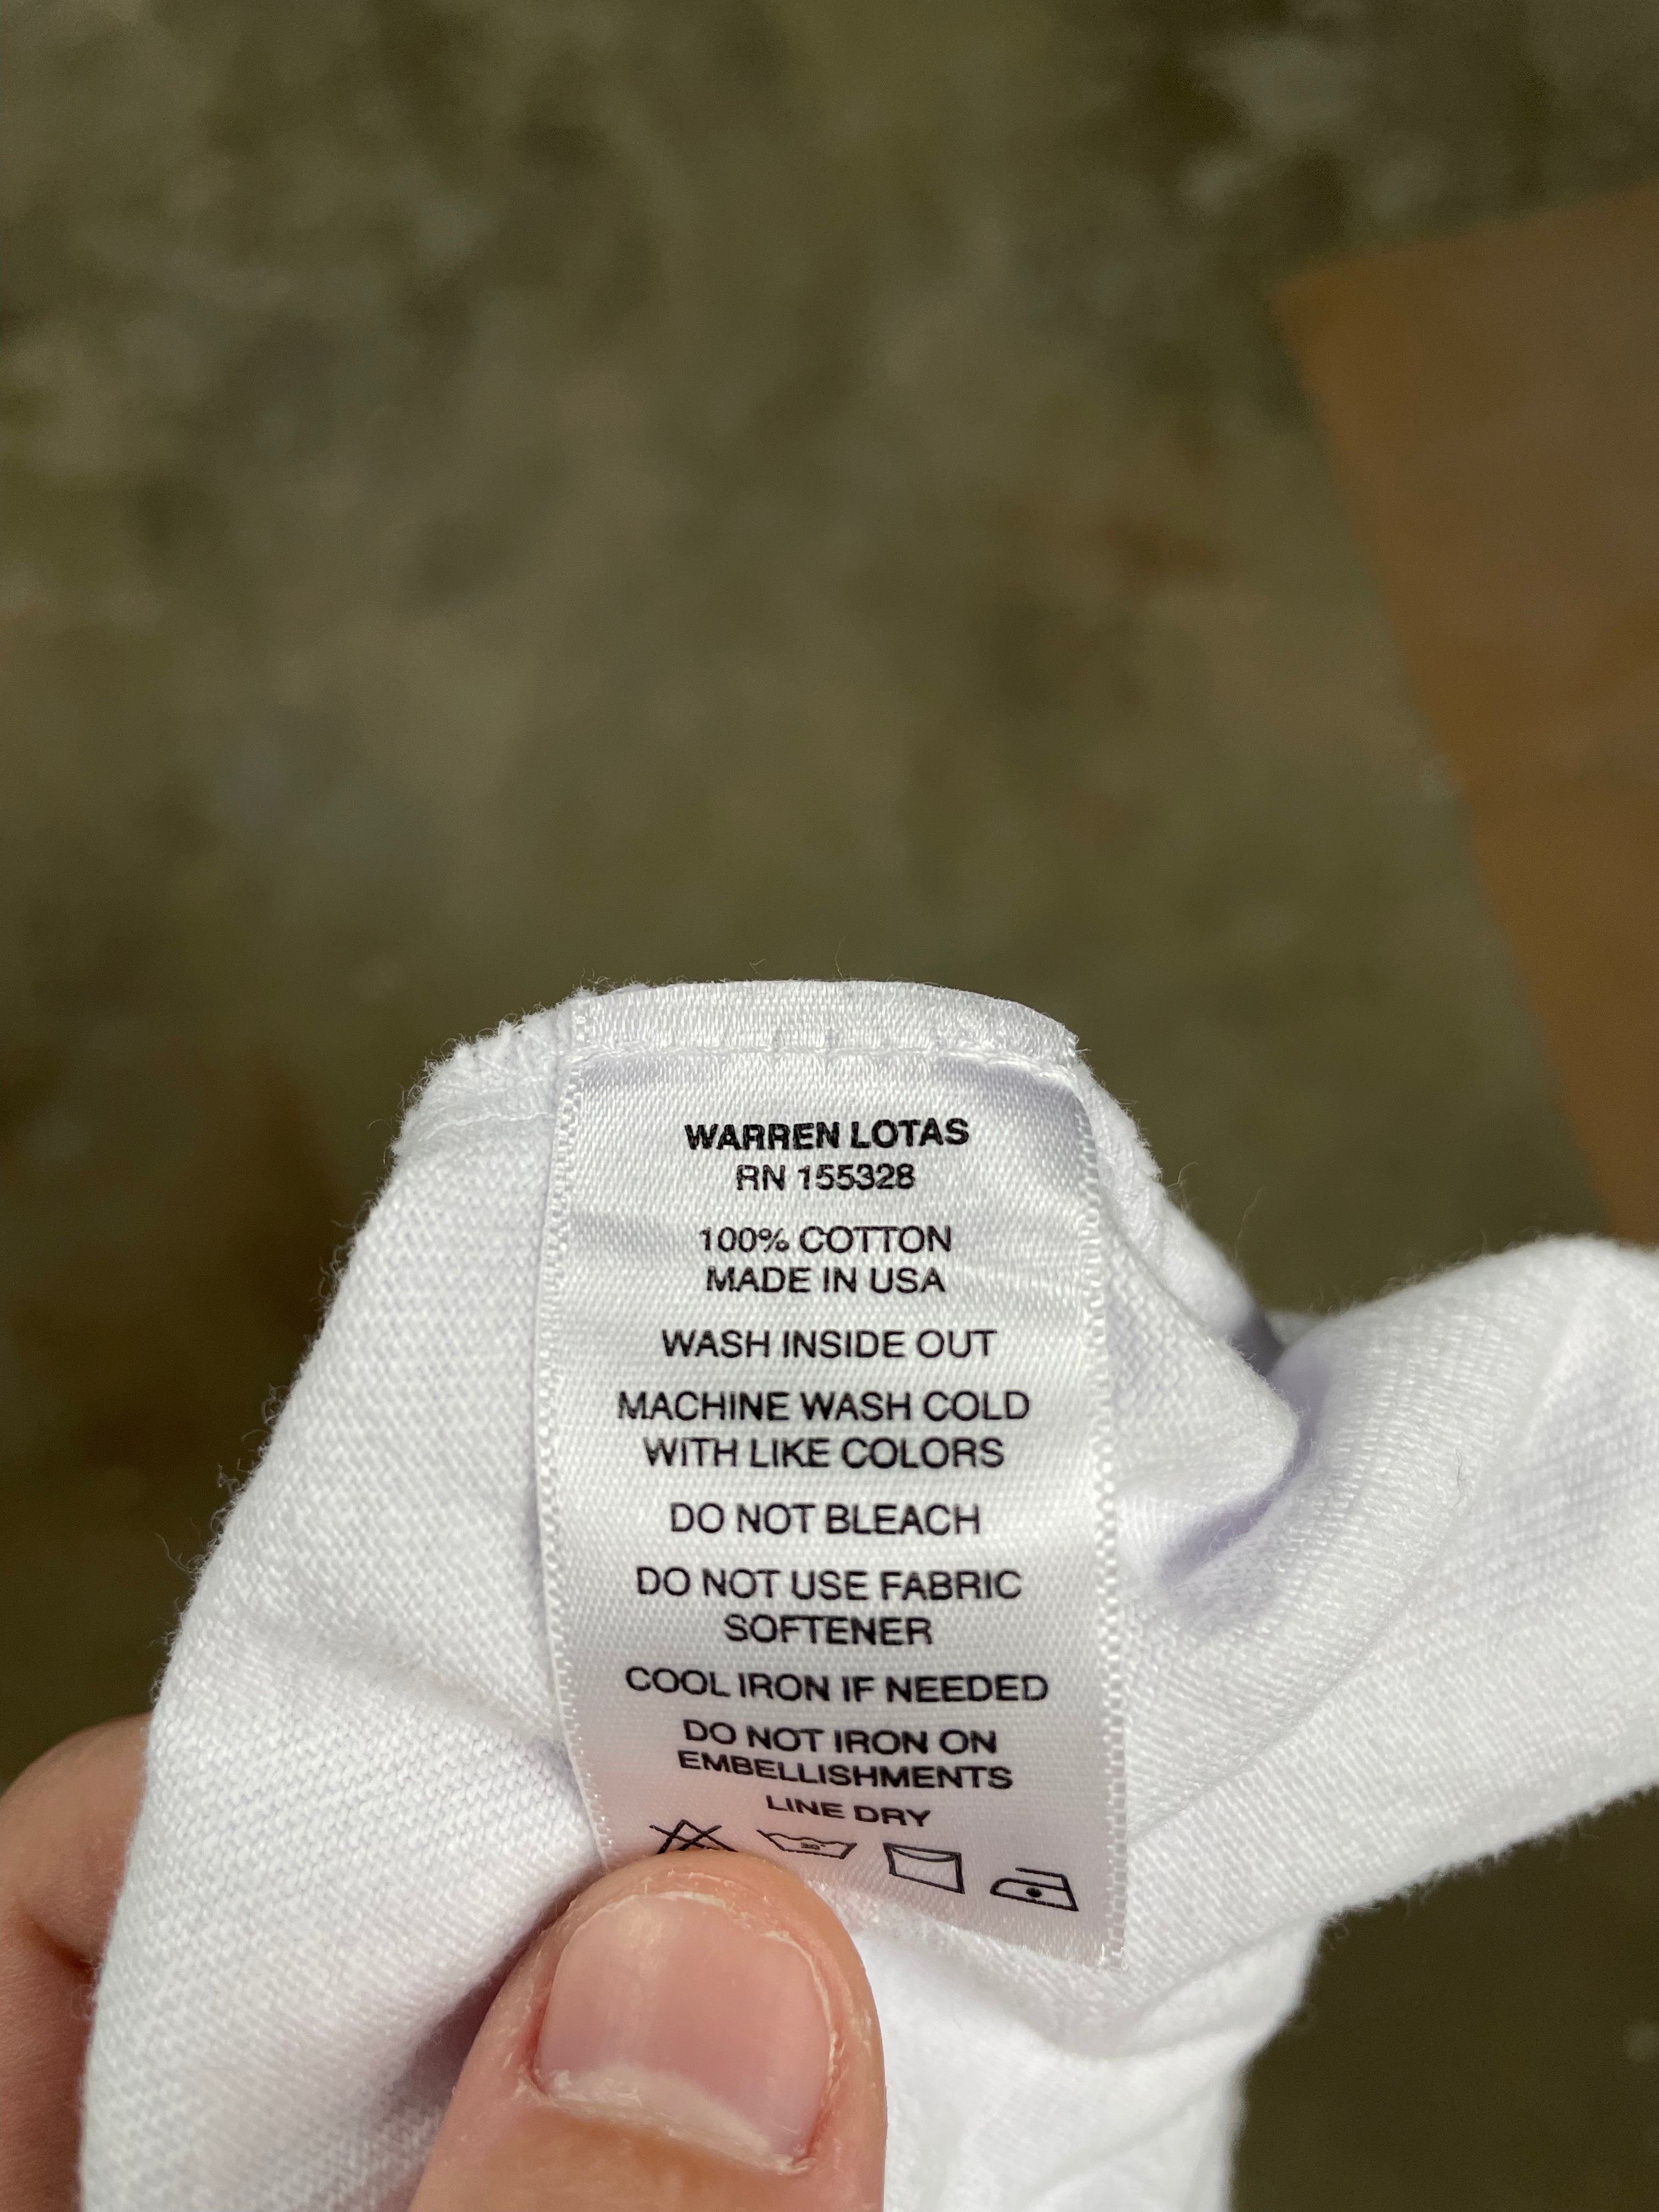 WARREN LOTAS
RN 155328
100% COTTON
MADE IN USA
WASH INSIDE OUT
MACHINE WASH COLD
WITH LIKE COLORS
DO NOT BLEACH
DO NOT USE FABRIC
SOFTENER
COOL IRON IF NEEDED
DO NOT IRON ON
EMBELLISHMENTS
LINE DRY
30°